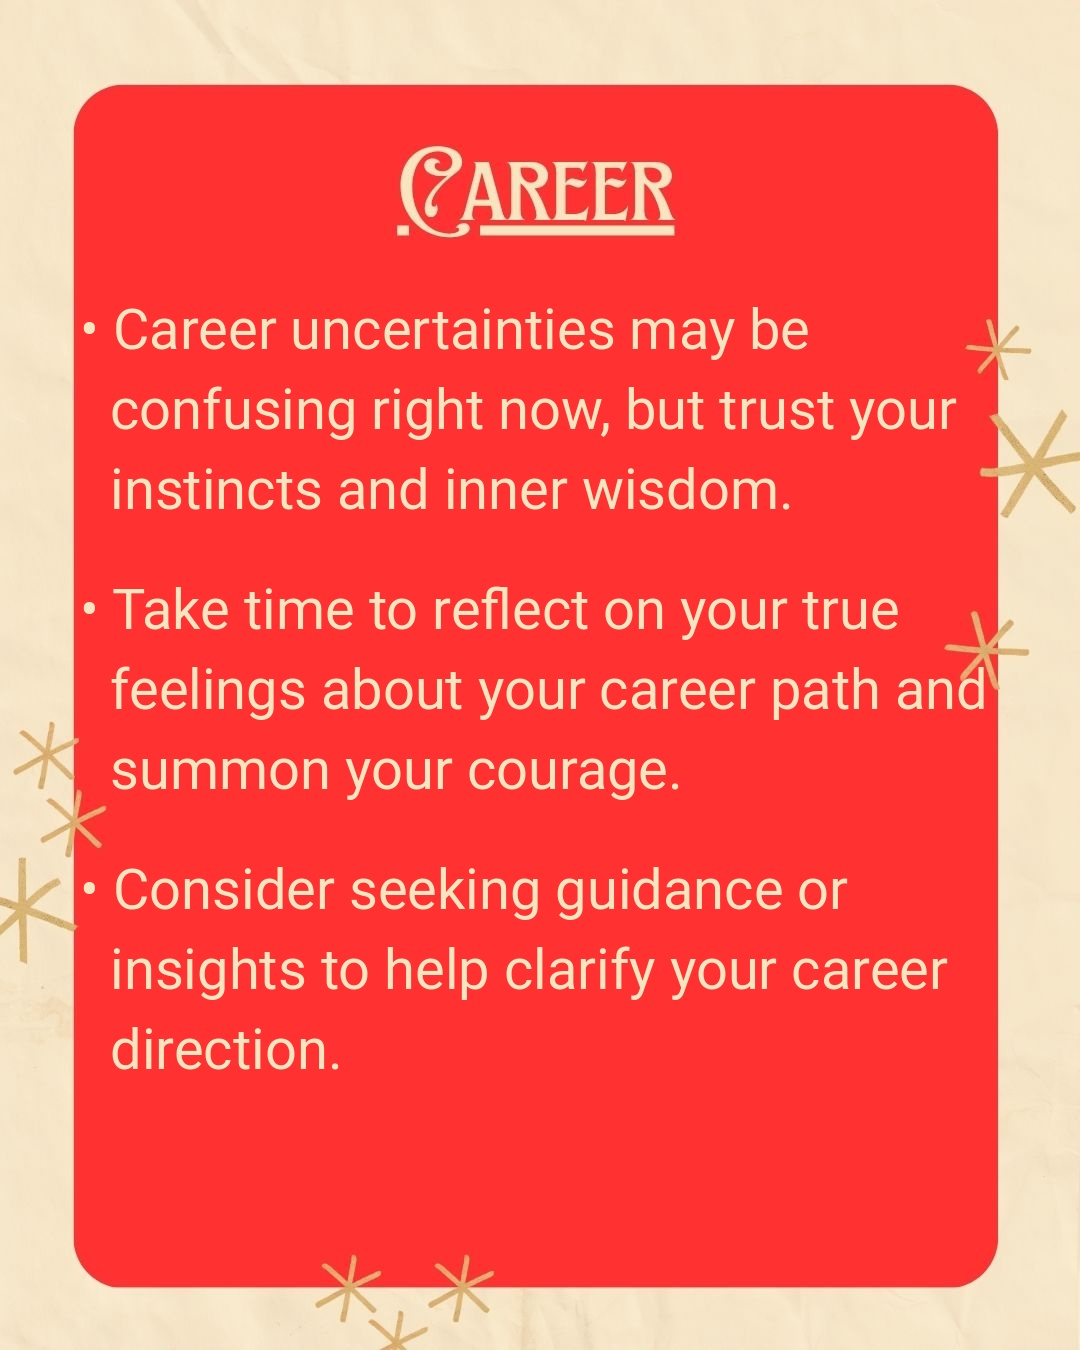 Career
• Career uncertainties may be
confusing right now, but trust your
instincts and inner wisdom.
• Take time to reflect on your true
feelings about your career path and
summon your courage.
• Consider seeking guidance or
insights to help clarify your career
direction.